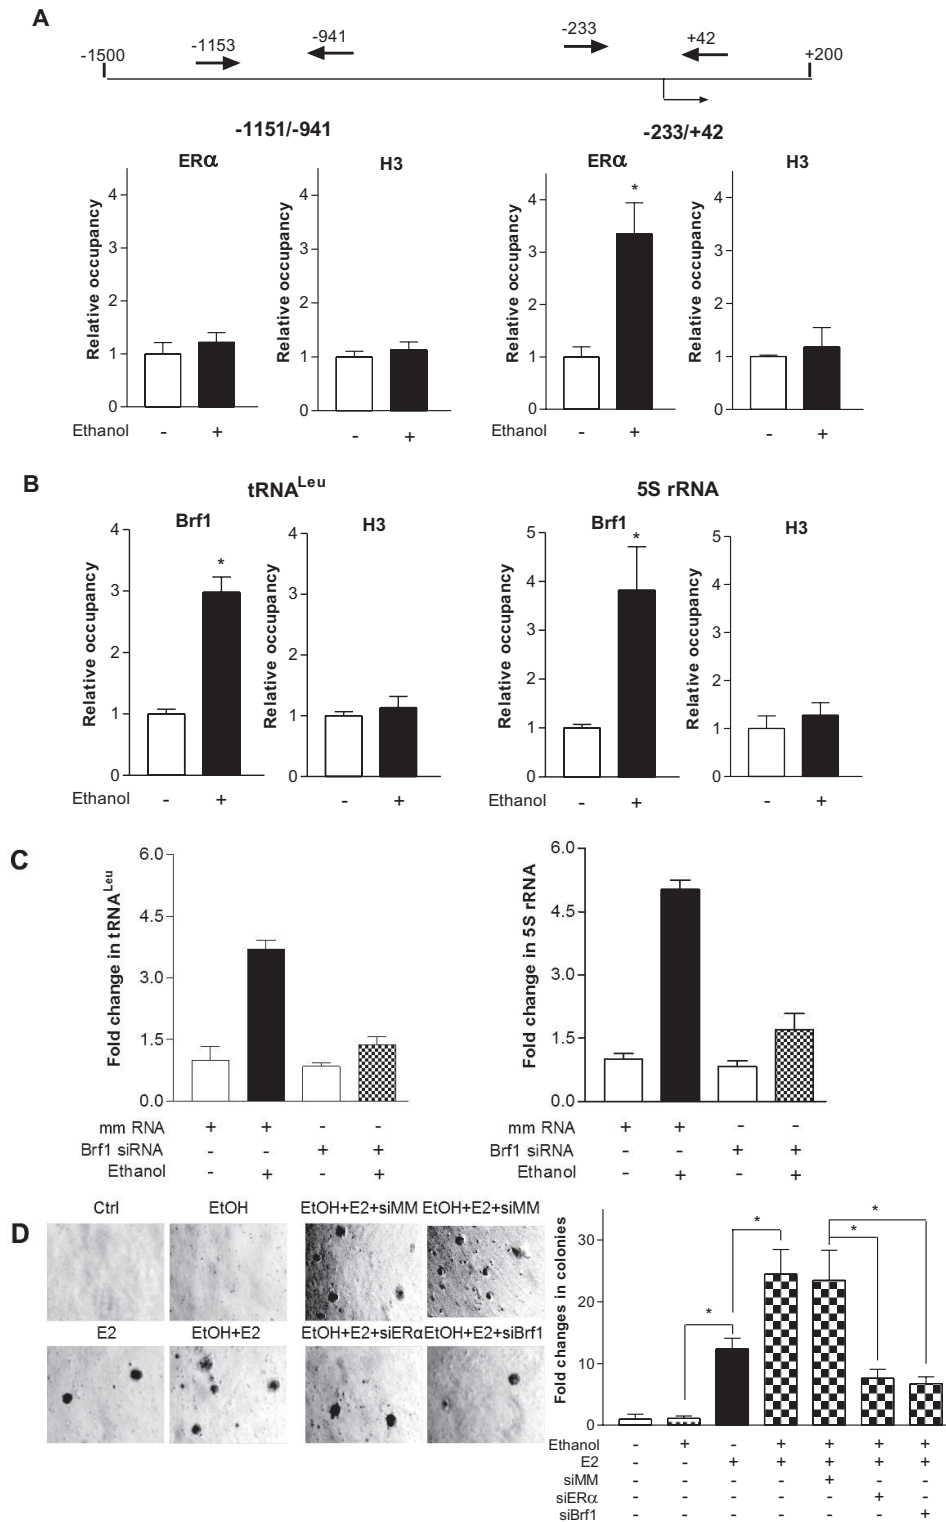 A
-1500 -1153 -941 -233 +42 +200
-1151/-941 -233/+42
ERα H3 ERα H3
Relative occupancy Relative occupancy Relative occupancy Relative occupancy
4 4 4 4
3 3 3 3
2 2 2 2
1 1 1 1
0 0 0 0
*
Ethanol - + - + Ethanol - + - +
B
tRNA^Leu 5S rRNA
Brf1 H3 Brf1 H3
Relative occupancy Relative occupancy Relative occupancy Relative occupancy
5 5
4 4 4 4
3 3 3 3
2 2 2 2
1 1 1 1
0 0 0 0
* *
Ethanol - + - + Ethanol - + - +
C
Fold change in tRNA^Leu Fold change in 5S rRNA
6.0 6.0
4.5 4.5
3.0 3.0
1.5 1.5
0.0 0.0
mm RNA + + - - mm RNA + + - -
Brf1 siRNA - - + + Brf1 siRNA - - + +
Ethanol - + - + Ethanol - + - +
D
Ctrl EtOH EtOH+E2+siMM EtOH+E2+siMM
E2 EtOH+E2 EtOH+E2+siERα EtOH+E2+siBrf1
Fold changes in colonies
30
20
10
0
* * * *
Ethanol - + - + + + +
E2 - - + + + + +
siMM - - - - + - -
siERα - - - - - + -
siBrf1 - - - - - - +